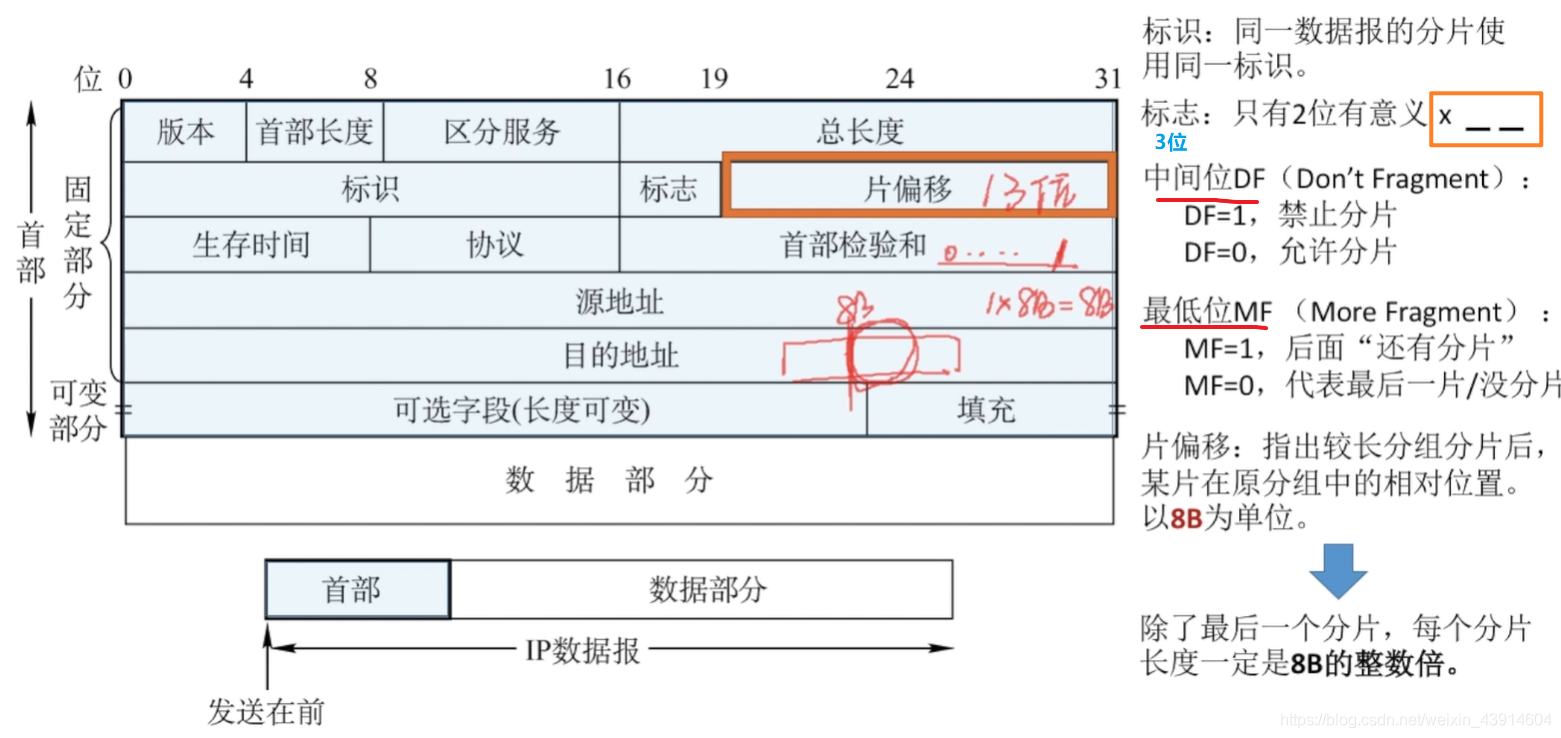 位 0 4 8 16 19 24 31
版本 首部长度 区分服务 总长度
标识 标志 片偏移 13位
生存时间 协议 首部检验和 0····1
源地址 1×8B=8B
8B
目的地址
可选字段(长度可变) 填充
数 据 部 分
首部
固定部分
可变部分
首部 数据部分
IP数据报
发送在前
标识：同一数据报的分片使
用同一标识。
标志：只有2位有意义 x _ _
3位
中间位DF（Don't Fragment）：
DF=1，禁止分片
DF=0，允许分片
最低位MF （More Fragment）：
MF=1，后面“还有分片”
MF=0，代表最后一片/没分片
片偏移：指出较长分组分片后，
某片在原分组中的相对位置。
以8B为单位。
除了最后一个分片，每个分片
长度一定是8B的整数倍。
https://blog.csdn.net/weixin_43914604